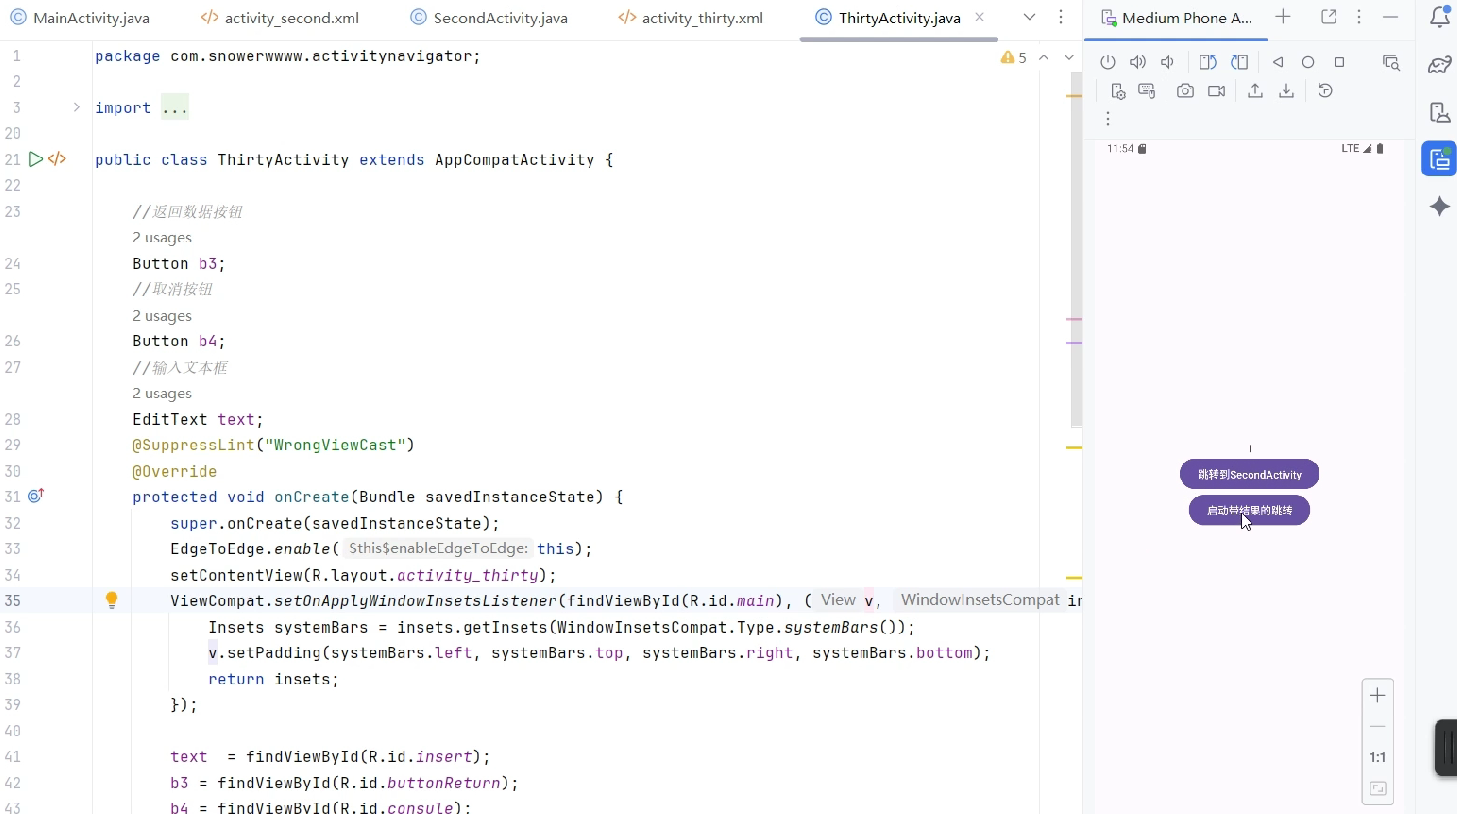 MainActivity.java
activity_second.xml
SecondActivity.java
activity_thirty.xml
ThirtyActivity.java
Medium Phone A...
1 package com.snowerwwww.activitynavigator;
5
2
3 import ...
20
21 public class ThirtyActivity extends AppCompatActivity {
22
23 //返回数据按钮
2 usages
24 Button b3;
25 //取消按钮
2 usages
26 Button b4;
27 //输入文本框
2 usages
28 EditText text;
29 @SuppressLint("WrongViewCast")
30 @Override
31 protected void onCreate(Bundle savedInstanceState) {
32 super.onCreate(savedInstanceState);
33 EdgeToEdge.enable( $this$enableEdgeToEdge: this);
34 setContentView(R.layout.activity_thirty);
35 ViewCompat.setOnApplyWindowInsetsListener(findViewById(R.id.main), ( View v, WindowInsetsCompat in
36 Insets systemBars = insets.getInsets(WindowInsetsCompat.Type.systemBars());
37 v.setPadding(systemBars.left, systemBars.top, systemBars.right, systemBars.bottom);
38 return insets;
39 });
40
41 text = findViewById(R.id.insert);
42 b3 = findViewById(R.id.buttonReturn);
43 b4 = findViewById(R.id.consule);
11:54
LTE
跳转到SecondActivity
启动带结果的跳转
1:1